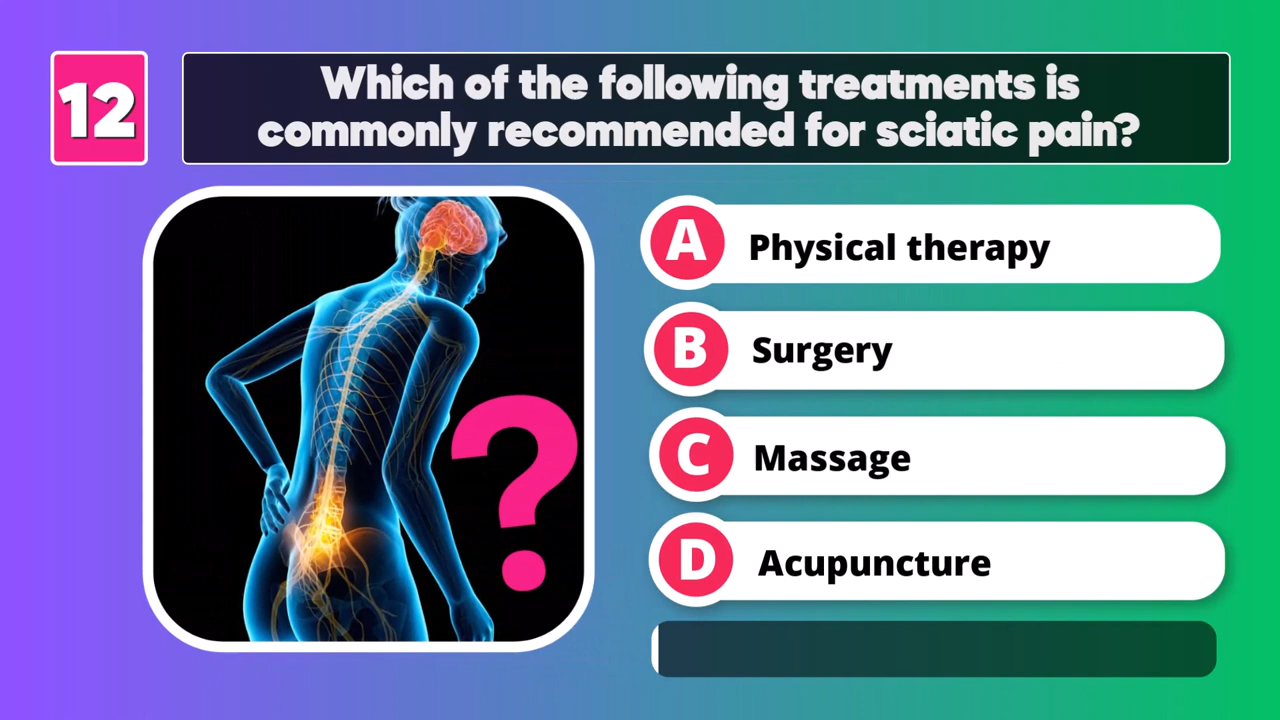 12
Which of the following treatments is
commonly recommended for sciatic pain?
A Physical therapy
B Surgery
C Massage
D Acupuncture
?